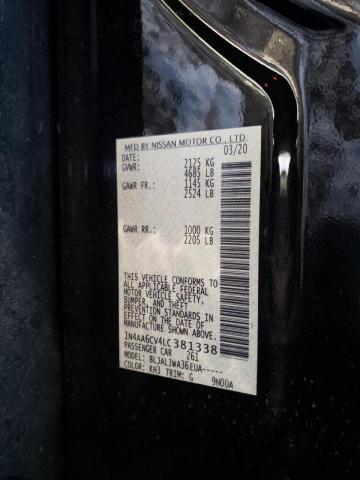 MFD BY NISSAN MOTOR CO., LTD.
DATE: 03/20
GVWR: 2125 KG
4685 LB
GAWR FR.: 1145 KG
2524 LB
GAWR RR.: 1000 KG
2205 LB
THIS VEHICLE CONFORMS TO
ALL APPLICABLE FEDERAL
MOTOR VEHICLE SAFETY,
BUMPER, AND THEFT
PREVENTION STANDARDS IN
EFFECT ON THE DATE OF
MANUFACTURE SHOWN ABOVE.
1N4AA6CV4LC381338
PASSENGER CAR 261
MODEL: BLJALJWA36EUA-----
COLOR: KH3 TRIM: G 9N00A